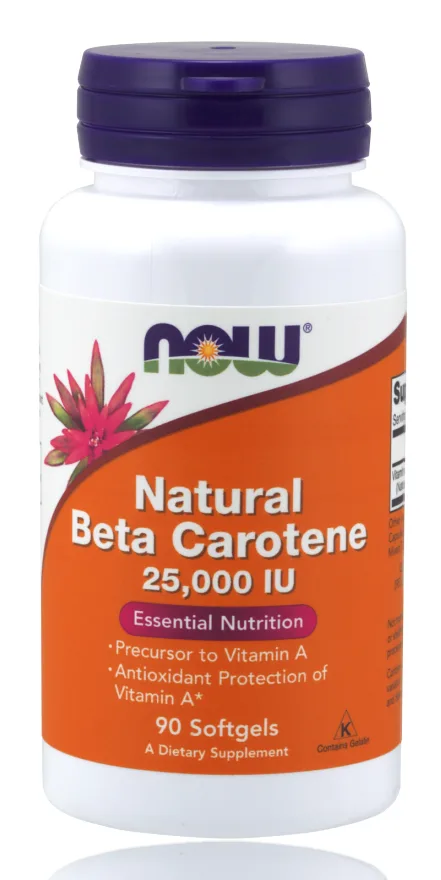 NOW®
Natural
Beta Carotene
25,000 IU
Essential Nutrition
•Precursor to Vitamin A
•Antioxidant Protection of
Vitamin A*
90 Softgels
A Dietary Supplement
K
Contains Gelatin